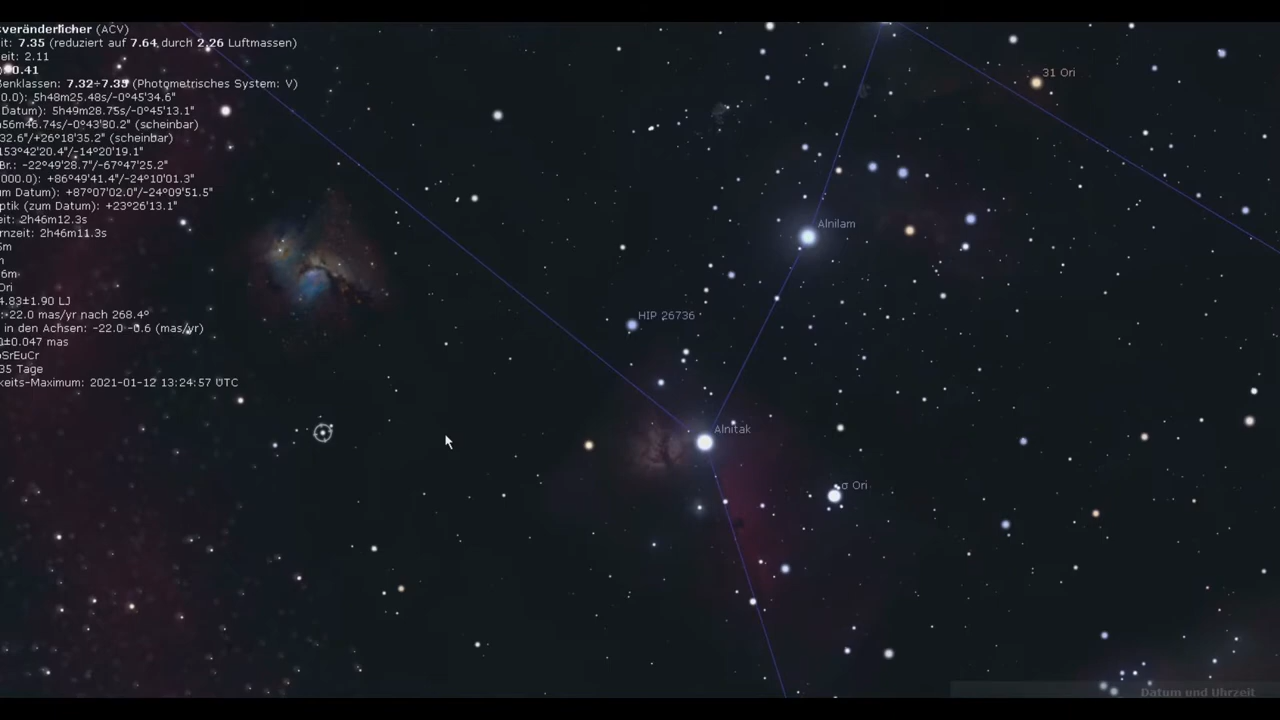 sveränderlicher (ACV)
it: 7.35 (reduziert auf 7.64 durch 2.26 Luftmassen)
eit: 2.11
0.41
ßenklassen: 7.32÷7.35 (Photometrisches System: V)
0.0): 5h48m25.48s/-0°45'34.6"
Datum): 5h49m28.75s/-0°45'13.1"
56m46.74s/-0°43'80.2" (scheinbar)
32.6"/+26°18'35.2" (scheinbar)
153°42'20.4"/-14°20'19.1"
Br.: -22°49'28.7"/-67°47'25.2"
000.0): +86°49'41.4"/-24°10'01.3"
um Datum): +87°07'02.0"/-24°09'51.5"
ptik (zum Datum): +23°26'13.1"
eit: 2h46m12.3s
rnzeit: 2h46m11.3s
6m
Ori
4.83±1.90 LJ
-22.0 mas/yr nach 268.4°
in den Achsen: -22.0 -0.6 (mas/yr)
±0.047 mas
SrEuCr
35 Tage
keits-Maximum: 2021-01-12 13:24:57 UTC
31 Ori
Alnilam
HIP 26736
Alnitak
σ Ori
Datum und Uhrzeit